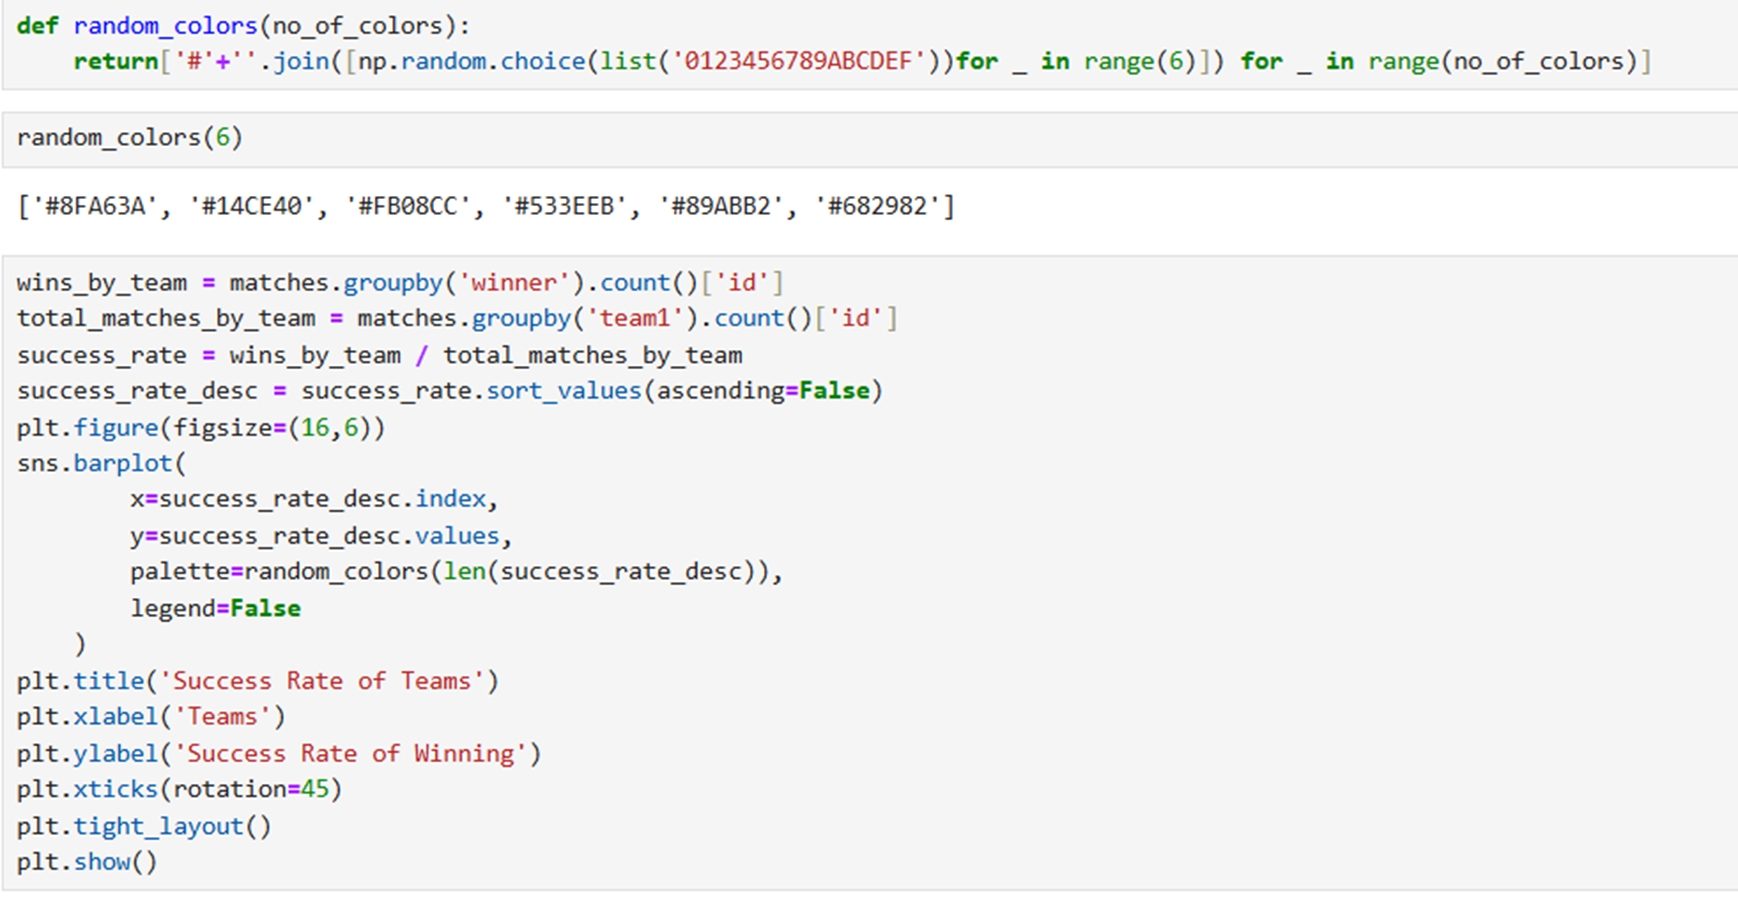 def random_colors(no_of_colors):
    return['#'+''.join([np.random.choice(list('0123456789ABCDEF'))for _ in range(6)]) for _ in range(no_of_colors)]
random_colors(6)
['#8FA63A', '#14CE40', '#FB08CC', '#533EEB', '#89ABB2', '#682982']
wins_by_team = matches.groupby('winner').count()['id']
total_matches_by_team = matches.groupby('team1').count()['id']
success_rate = wins_by_team / total_matches_by_team
success_rate_desc = success_rate.sort_values(ascending=False)
plt.figure(figsize=(16,6))
sns.barplot(
        x=success_rate_desc.index,
        y=success_rate_desc.values,
        palette=random_colors(len(success_rate_desc)),
        legend=False
    )
plt.title('Success Rate of Teams')
plt.xlabel('Teams')
plt.ylabel('Success Rate of Winning')
plt.xticks(rotation=45)
plt.tight_layout()
plt.show()